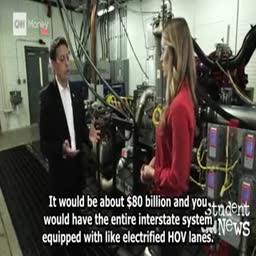 CNN Money
It would be about $80 billion and you
would have the entire interstate system
equipped with like electrified HOV lanes.
student
NEWS